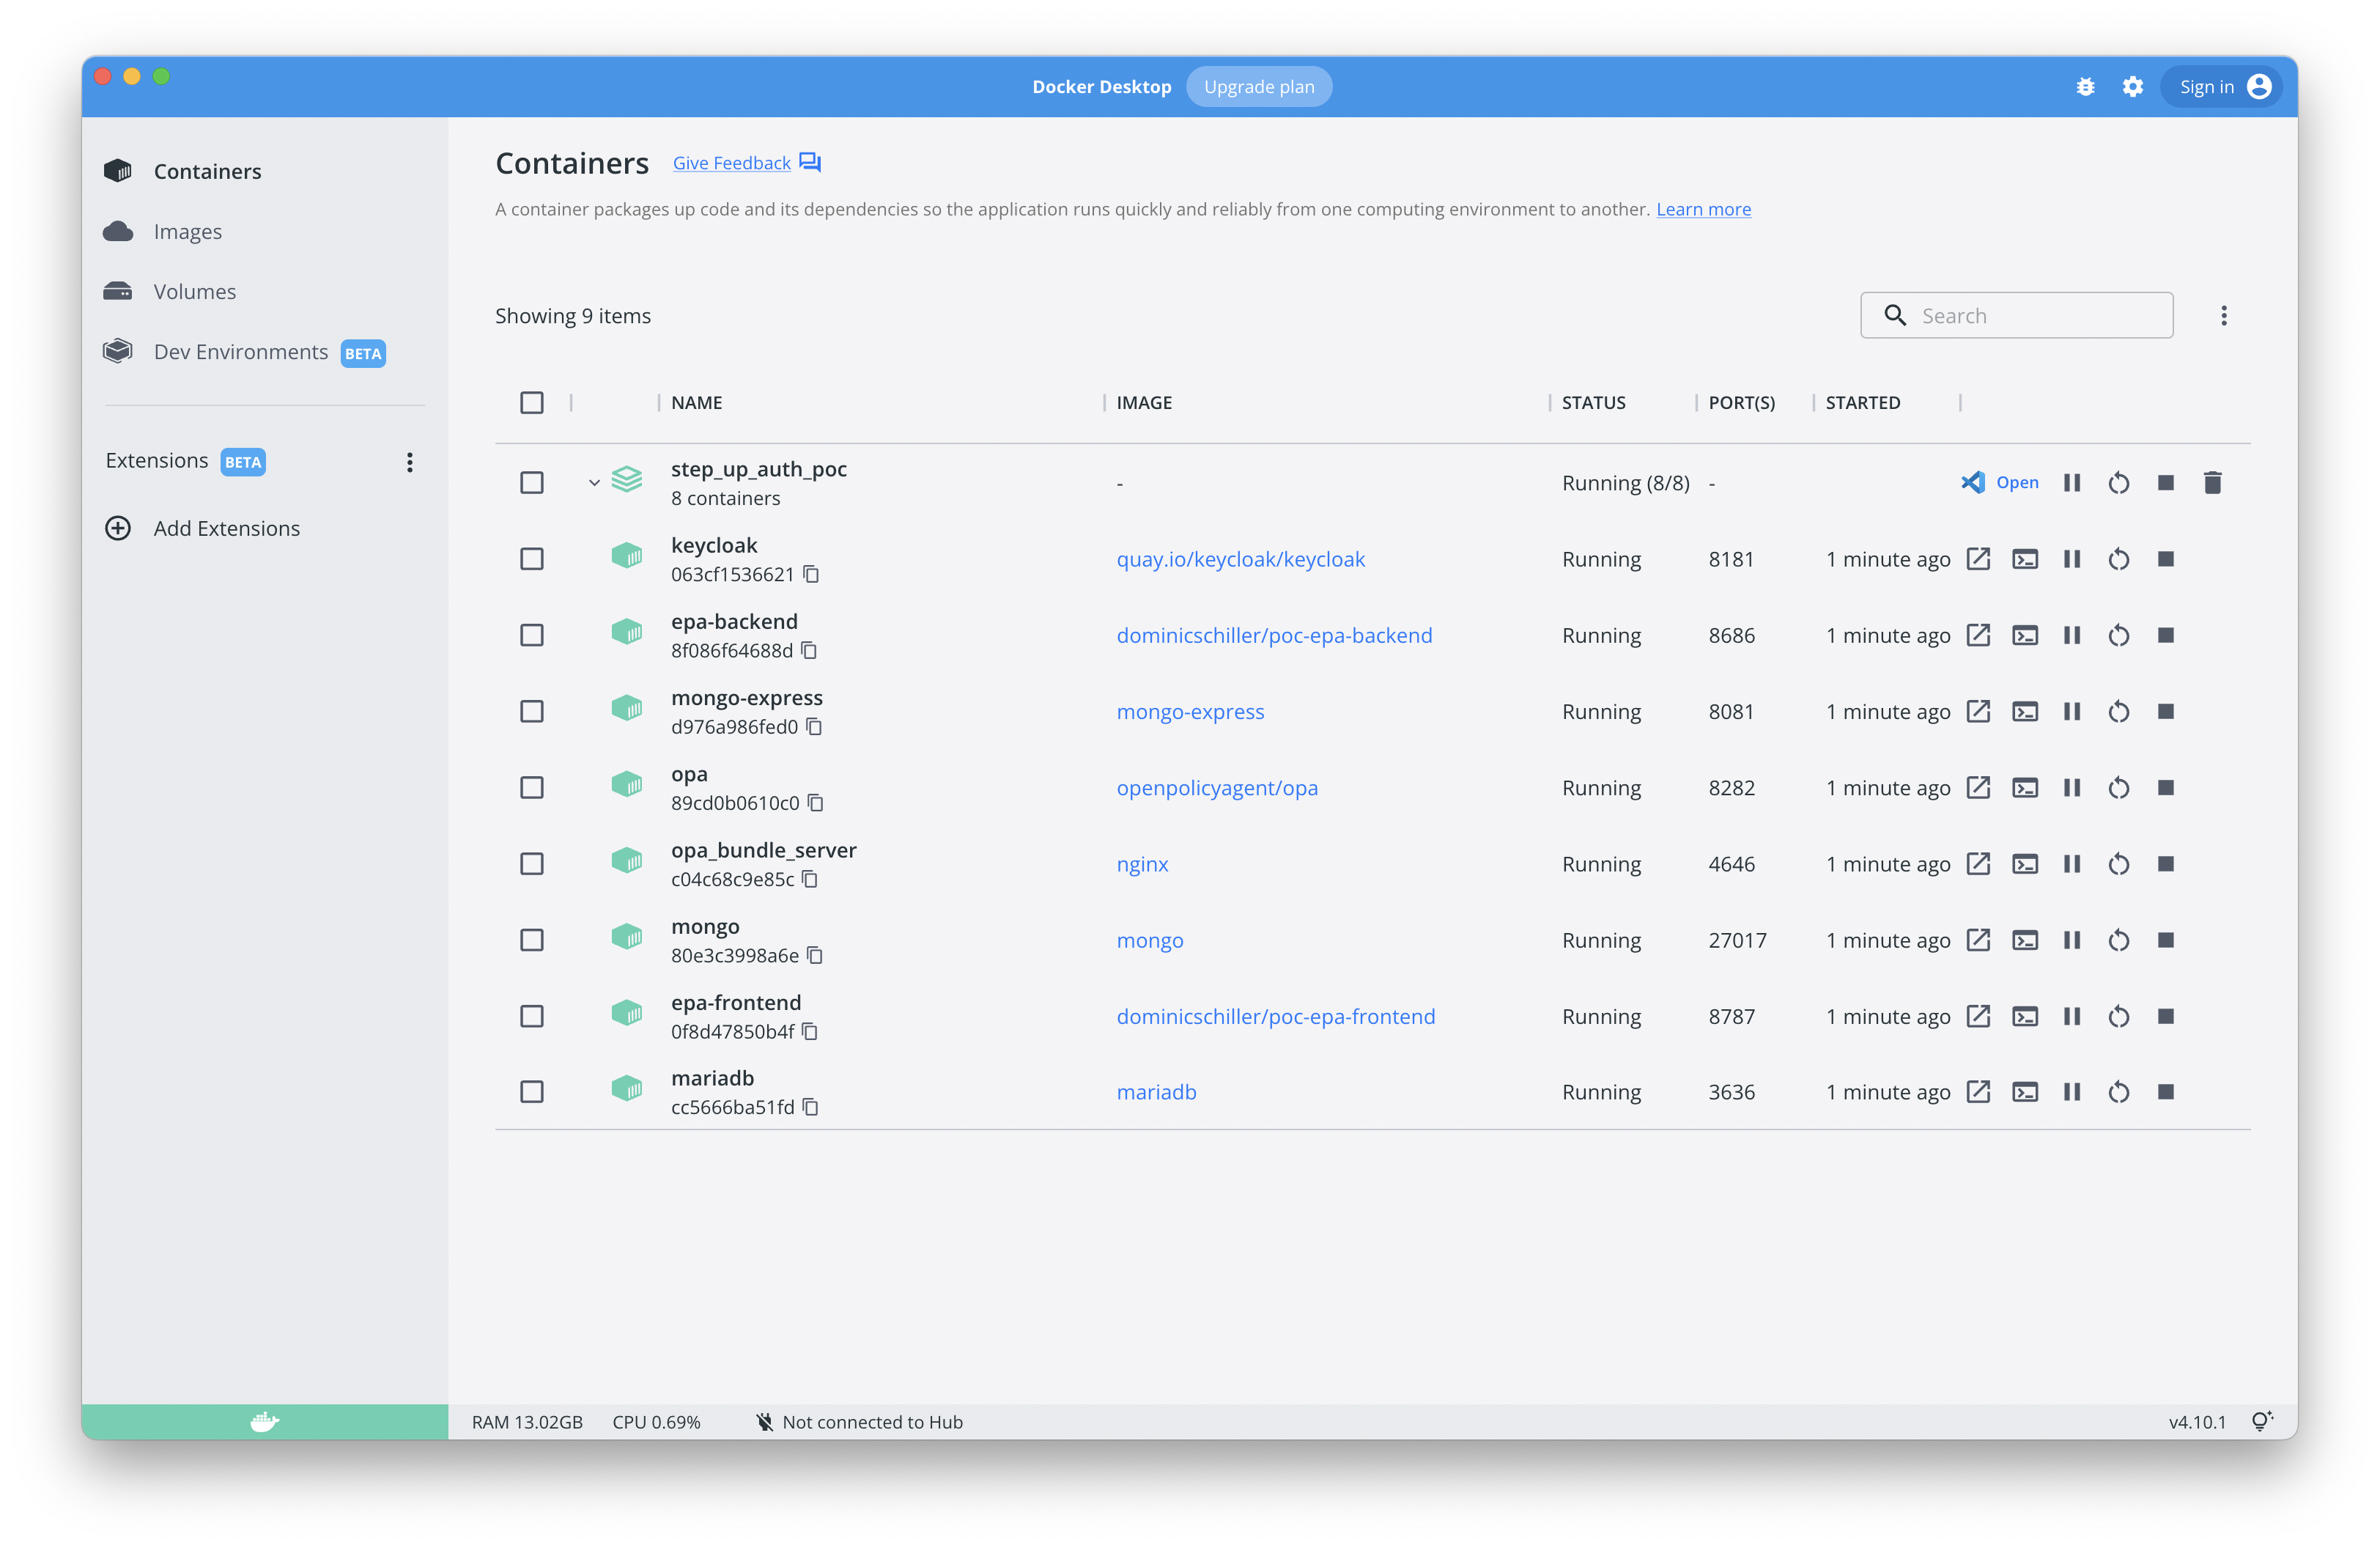 Docker Desktop Upgrade plan Sign in
Containers
Images
Volumes
Dev Environments BETA
Extensions BETA
Add Extensions
Containers Give Feedback
A container packages up code and its dependencies so the application runs quickly and reliably from one computing environment to another. Learn more
Showing 9 items
Search
NAME IMAGE STATUS PORT(S) STARTED
step_up_auth_poc
8 containers
- Running (8/8) - Open
keycloak
063cf1536621
quay.io/keycloak/keycloak Running 8181 1 minute ago
epa-backend
8f086f64688d
dominicschiller/poc-epa-backend Running 8686 1 minute ago
mongo-express
d976a986fed0
mongo-express Running 8081 1 minute ago
opa
89cd0b0610c0
openpolicyagent/opa Running 8282 1 minute ago
opa_bundle_server
c04c68c9e85c
nginx Running 4646 1 minute ago
mongo
80e3c3998a6e
mongo Running 27017 1 minute ago
epa-frontend
0f8d47850b4f
dominicschiller/poc-epa-frontend Running 8787 1 minute ago
mariadb
cc5666ba51fd
mariadb Running 3636 1 minute ago
RAM 13.02GB CPU 0.69% Not connected to Hub v4.10.1